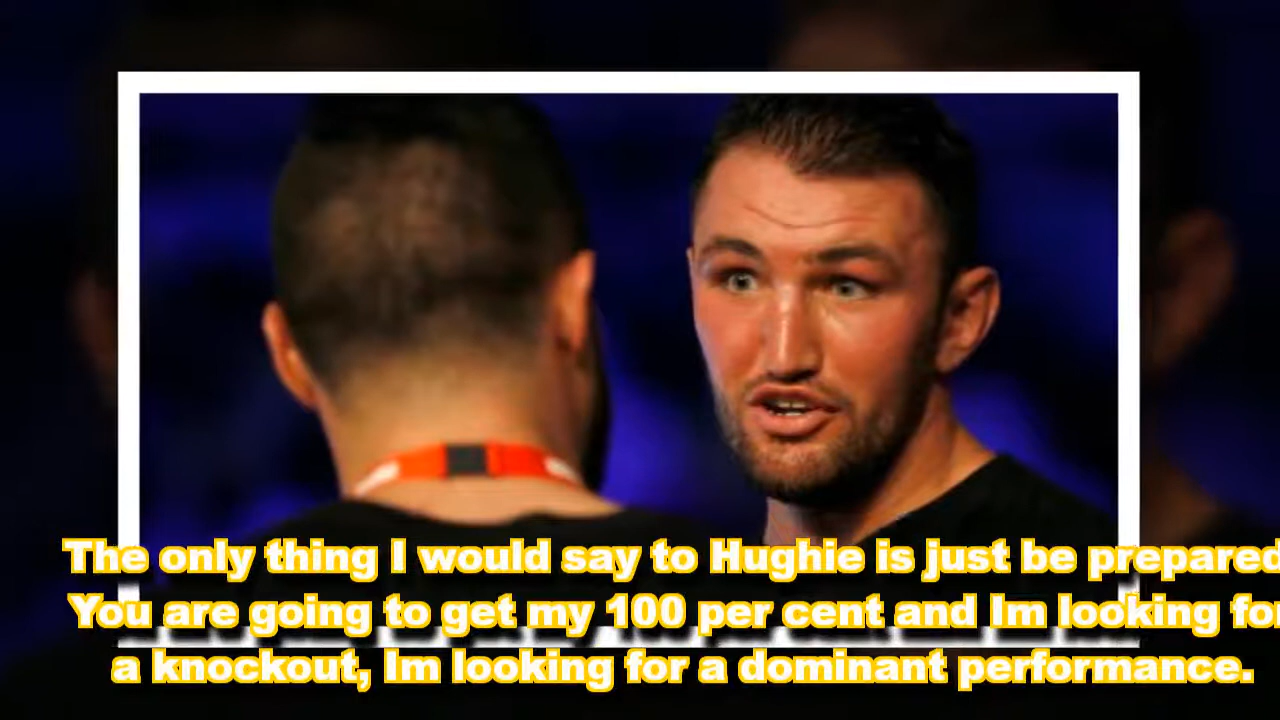 The only thing I would say to Hughie is just be prepared
You are going to get my 100 per cent and Im looking for
a knockout, Im looking for a dominant performance.